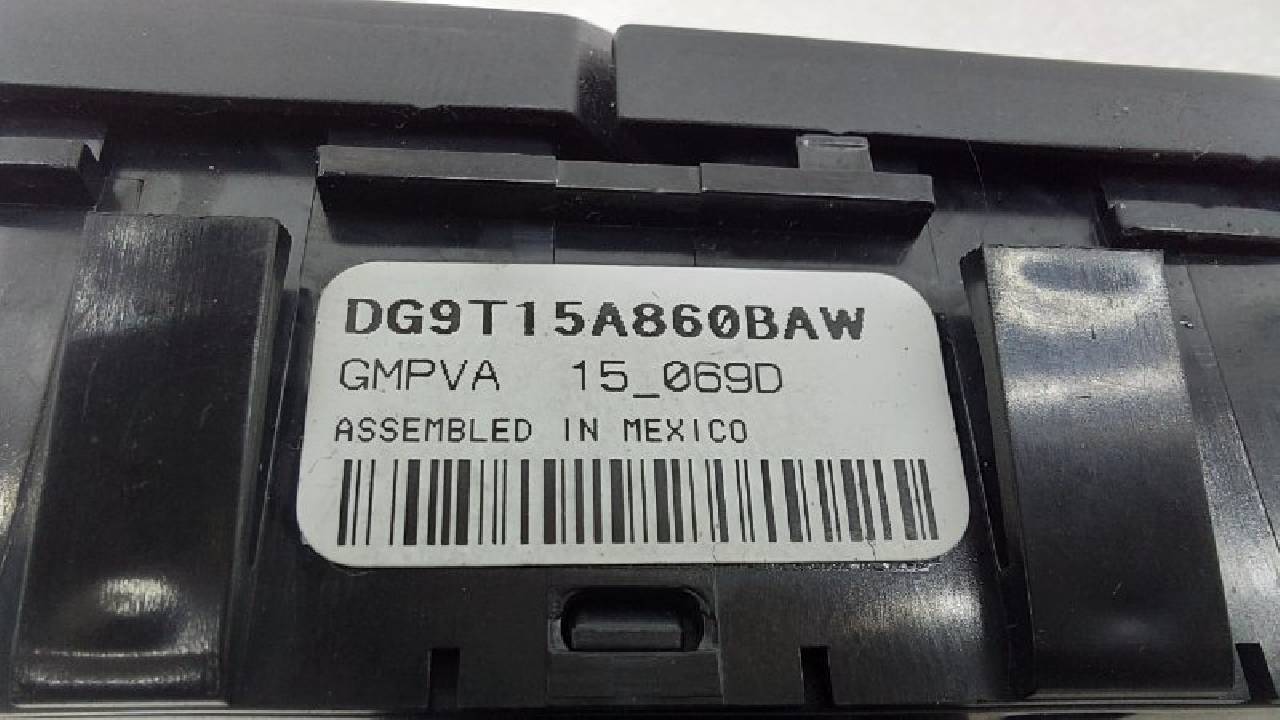 DG9T15A860BAW
GMPVA 15_069D
ASSEMBLED IN MEXICO